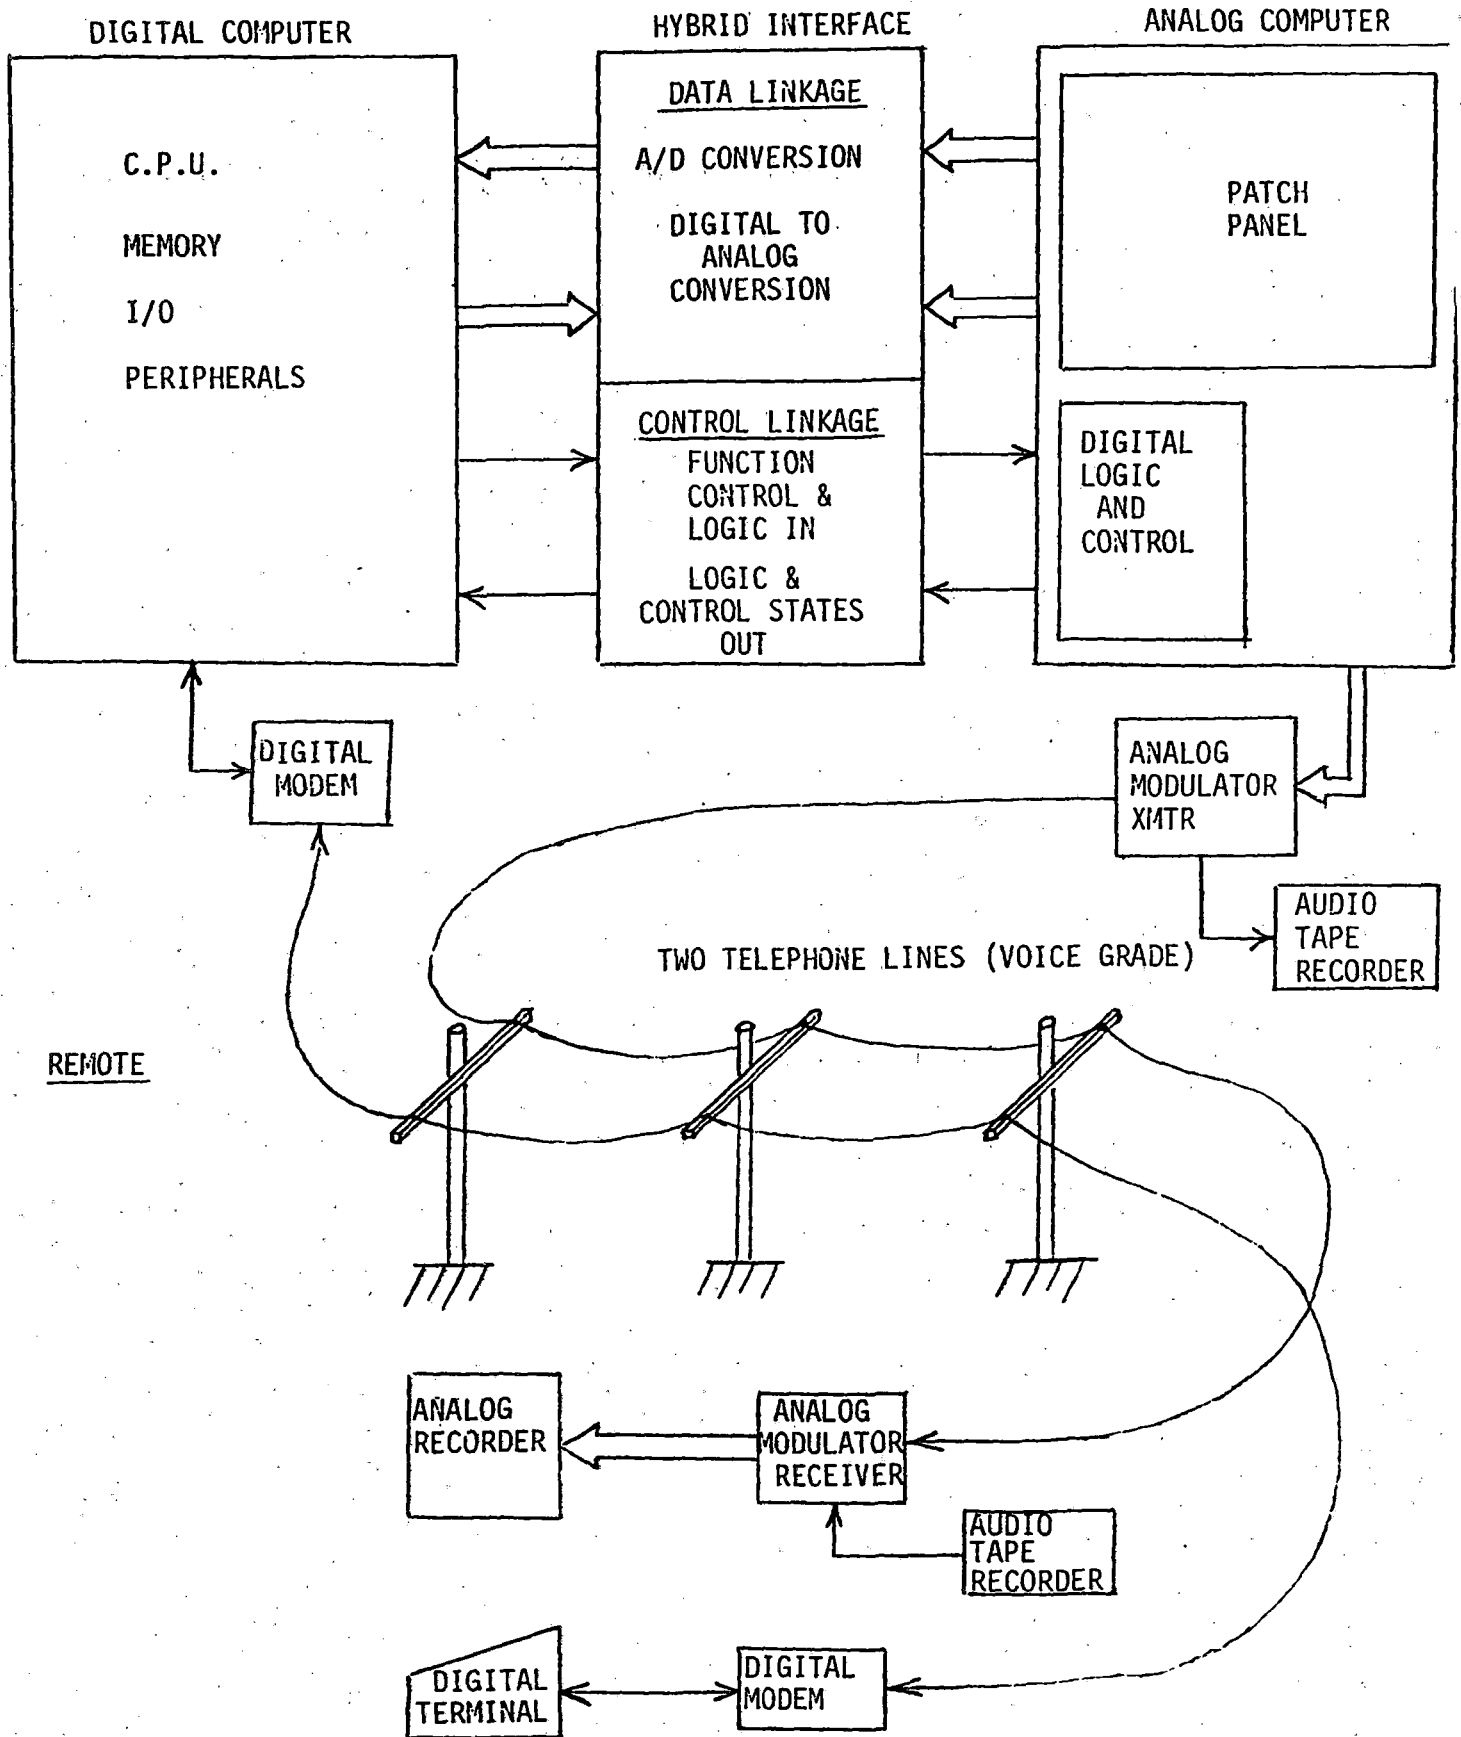 DIGITAL COMPUTER
HYBRID INTERFACE
ANALOG COMPUTER
C.P.U.
MEMORY
I/O
PERIPHERALS
DATA LINKAGE
A/D CONVERSION
DIGITAL TO
ANALOG
CONVERSION
CONTROL LINKAGE
FUNCTION
CONTROL &
LOGIC IN
LOGIC &
CONTROL STATES
OUT
PATCH
PANEL
DIGITAL
LOGIC
AND
CONTROL
DIGITAL
MODEM
ANALOG
MODULATOR
XMTR
AUDIO
TAPE
RECORDER
TWO TELEPHONE LINES (VOICE GRADE)
REMOTE
ANALOG
RECORDER
ANALOG
MODULATOR
RECEIVER
AUDIO
TAPE
RECORDER
DIGITAL
TERMINAL
DIGITAL
MODEM